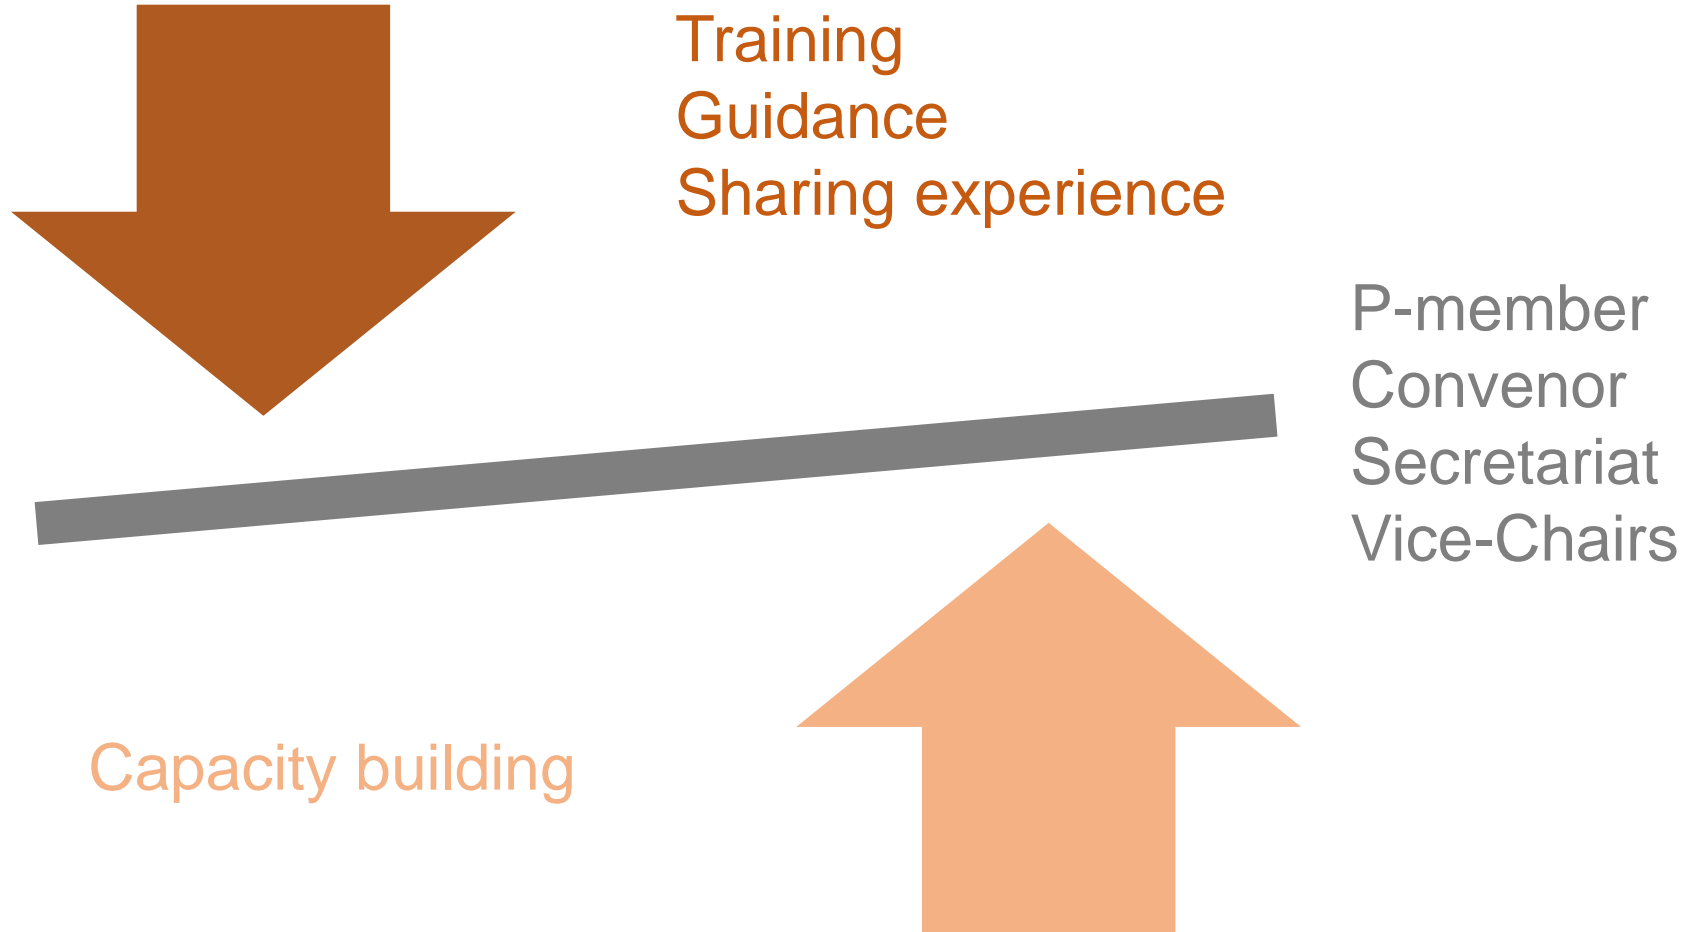 Training
Guidance
Sharing experience
P-member
Convenor
Secretariat
Vice-Chairs
Capacity building